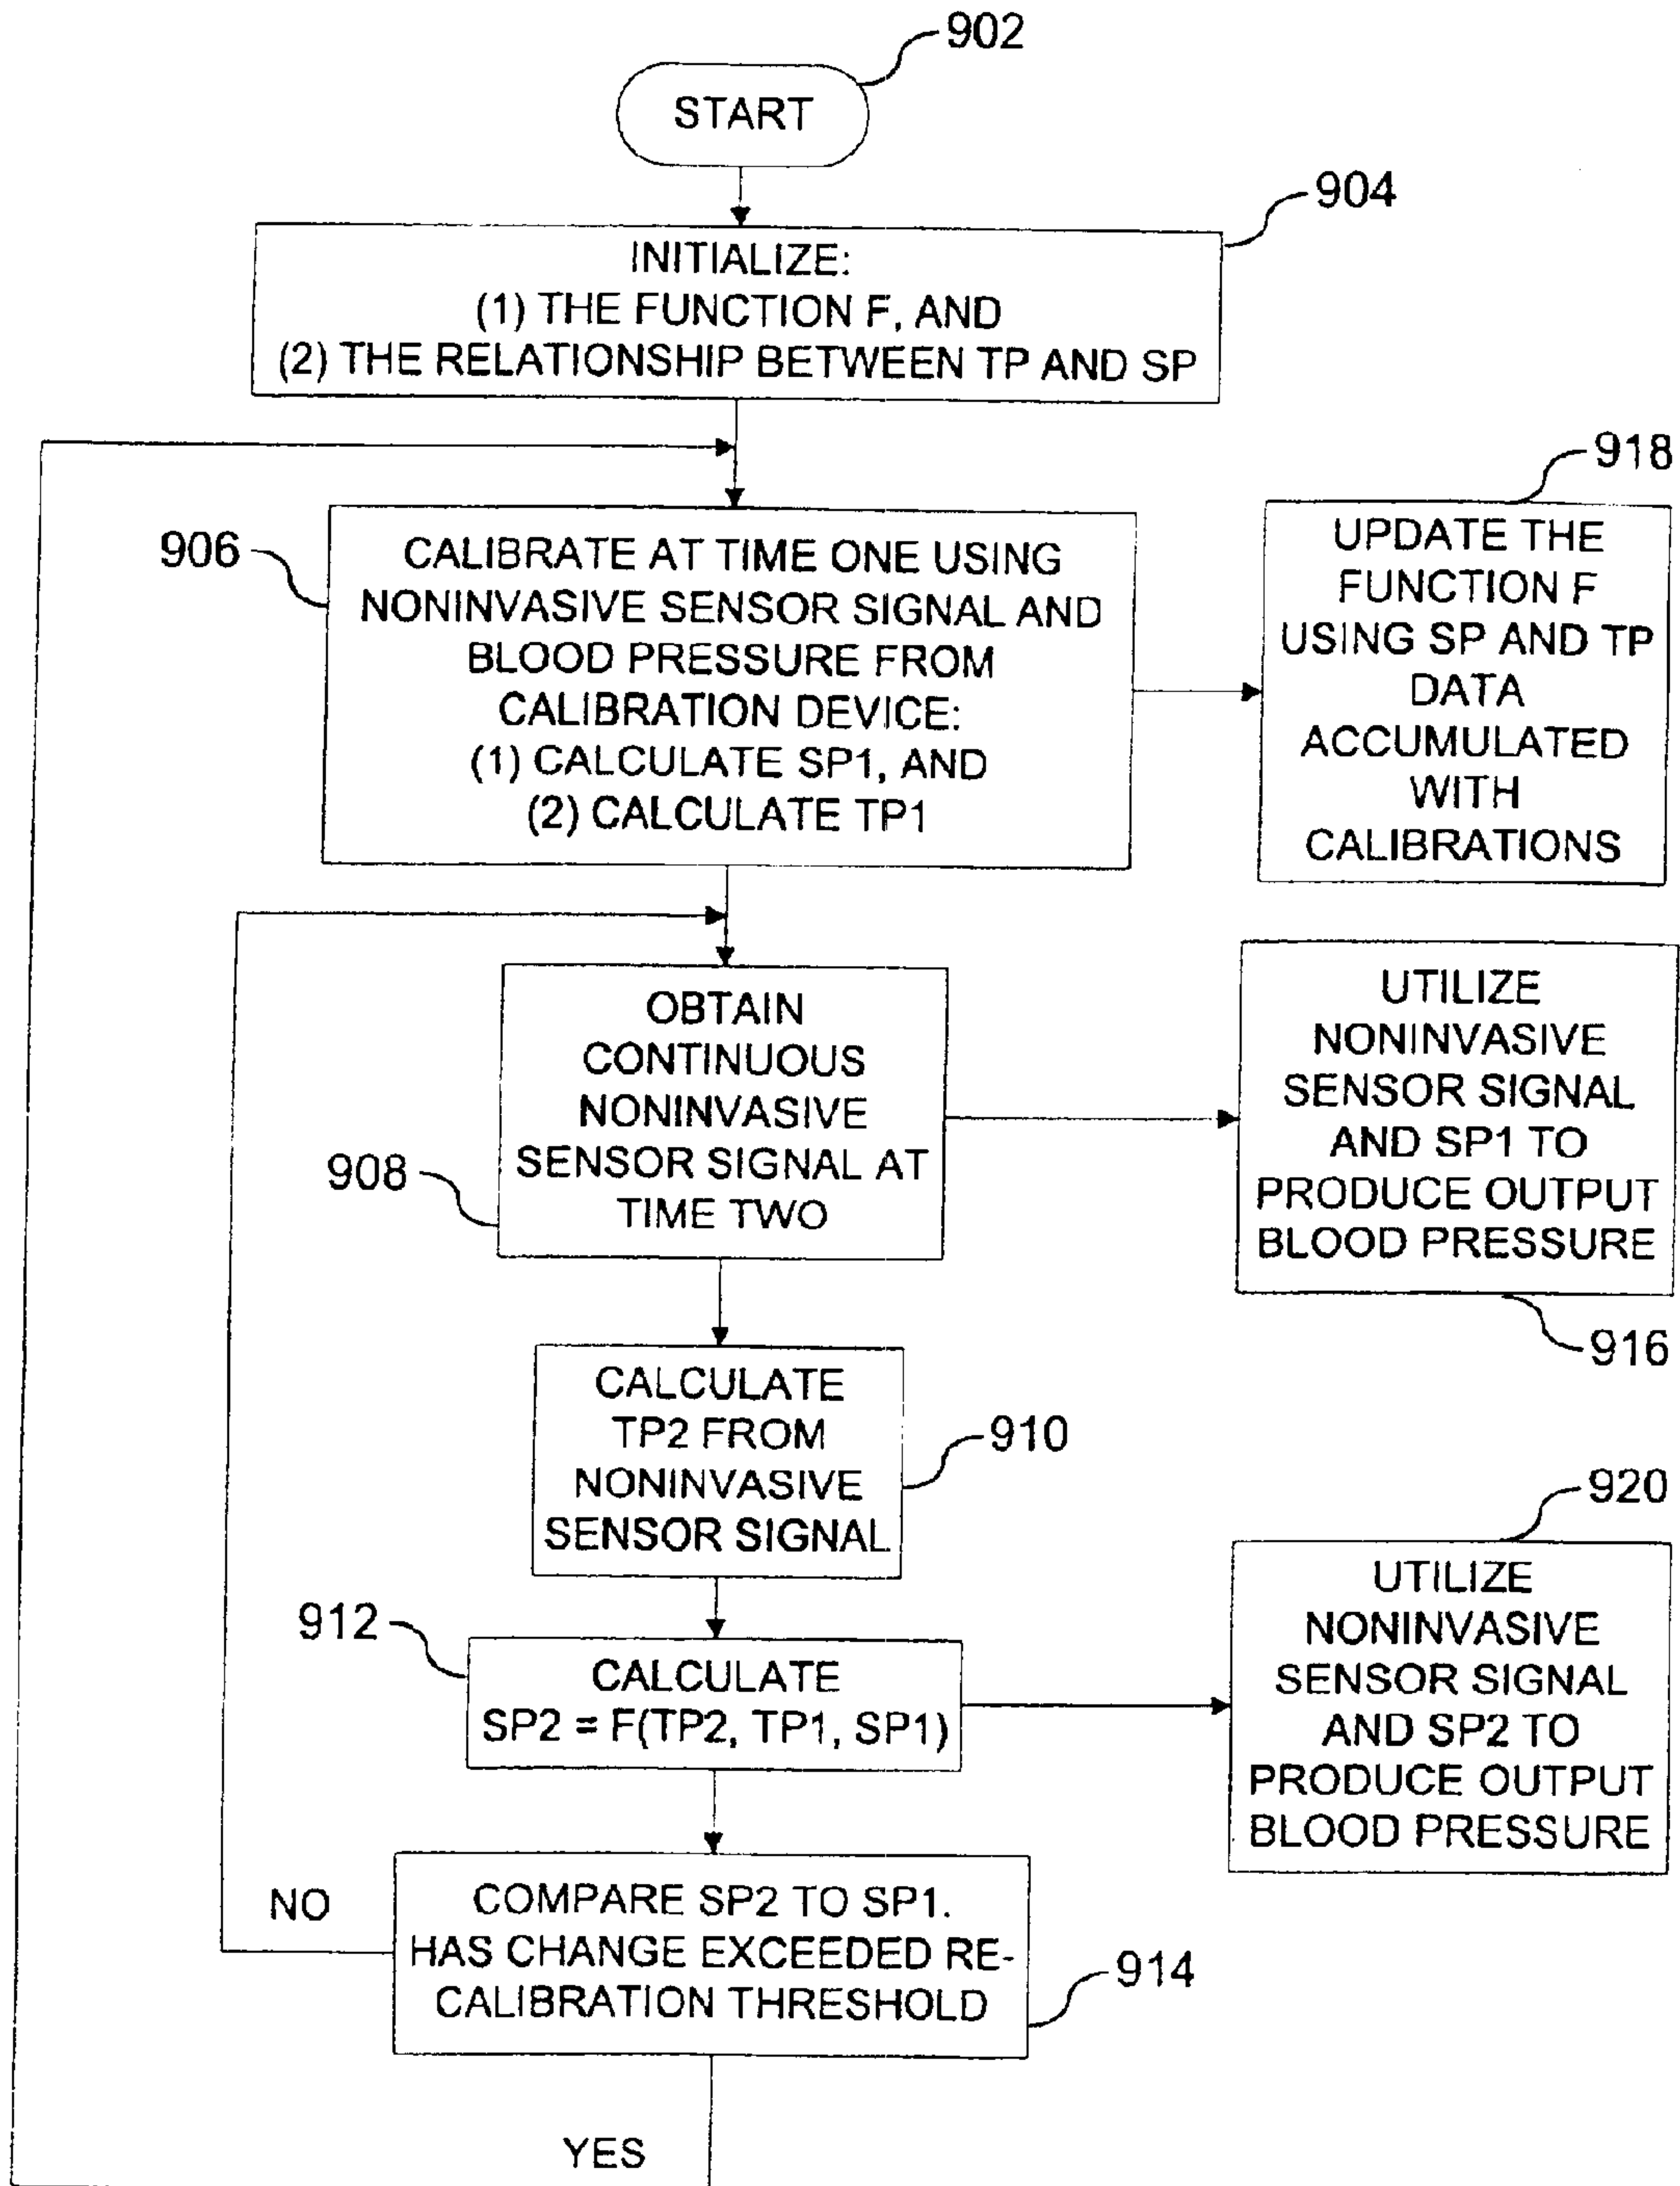 902
START
904
INITIALIZE:
(1) THE FUNCTION F, AND
(2) THE RELATIONSHIP BETWEEN TP AND SP
906
CALIBRATE AT TIME ONE USING
NONINVASIVE SENSOR SIGNAL AND
BLOOD PRESSURE FROM
CALIBRATION DEVICE:
(1) CALCULATE SP1, AND
(2) CALCULATE TP1
918
UPDATE THE
FUNCTION F
USING SP AND TP
DATA
ACCUMULATED
WITH
CALIBRATIONS
908
OBTAIN
CONTINUOUS
NONINVASIVE
SENSOR SIGNAL AT
TIME TWO
UTILIZE
NONINVASIVE
SENSOR SIGNAL
AND SP1 TO
PRODUCE OUTPUT
BLOOD PRESSURE
916
CALCULATE
TP2 FROM
NONINVASIVE
SENSOR SIGNAL
910
912
CALCULATE
SP2 = F(TP2, TP1, SP1)
920
UTILIZE
NONINVASIVE
SENSOR SIGNAL
AND SP2 TO
PRODUCE OUTPUT
BLOOD PRESSURE
NO
COMPARE SP2 TO SP1.
HAS CHANGE EXCEEDED RE-
CALIBRATION THRESHOLD
914
YES